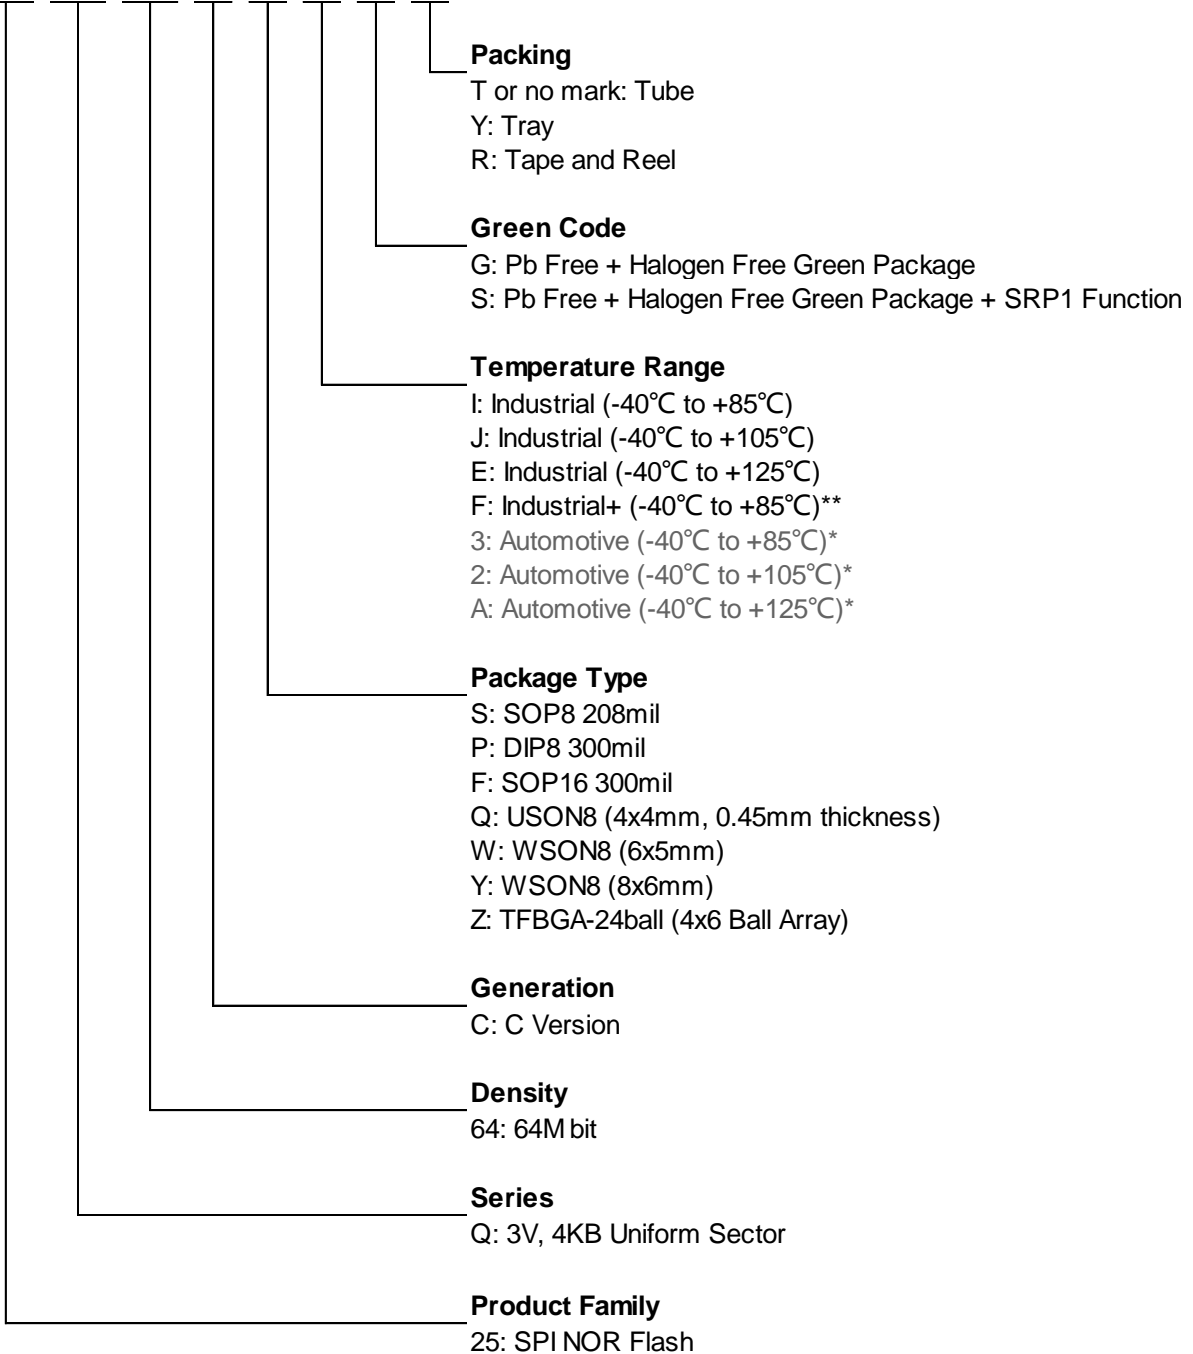 Packing
T or no mark: Tube
Y: Tray
R: Tape and Reel
Green Code
G: Pb Free + Halogen Free Green Package
S: Pb Free + Halogen Free Green Package + SRP1 Function
Temperature Range
I: Industrial (-40℃ to +85℃)
J: Industrial (-40℃ to +105℃)
E: Industrial (-40℃ to +125℃)
F: Industrial+ (-40℃ to +85℃)**
3: Automotive (-40℃ to +85℃)*
2: Automotive (-40℃ to +105℃)*
A: Automotive (-40℃ to +125℃)*
Package Type
S: SOP8 208mil
P: DIP8 300mil
F: SOP16 300mil
Q: USON8 (4x4mm, 0.45mm thickness)
W: WSON8 (6x5mm)
Y: WSON8 (8x6mm)
Z: TFBGA-24ball (4x6 Ball Array)
Generation
C: C Version
Density
64: 64M bit
Series
Q: 3V, 4KB Uniform Sector
Product Family
25: SPI NOR Flash